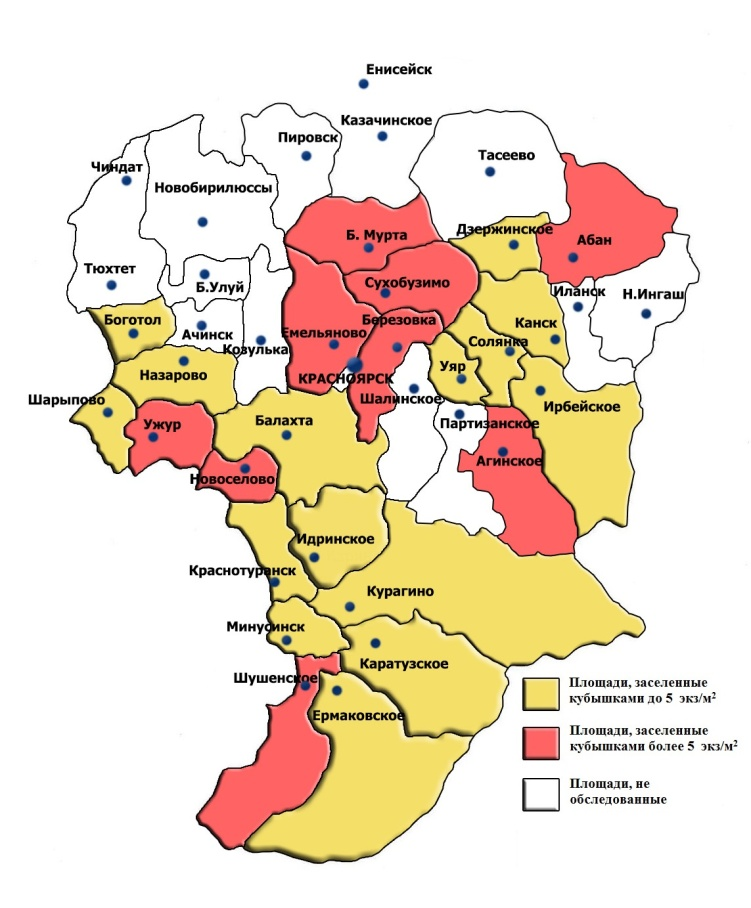 Енисейск
Казачинское
Пировск
Тасеево
Чиндат
Новобирилюссы
Дзержинское
Б. Мурта
Абан
Тюхтет
Б.Улуй
Сухобузимо
Иланск
Н.Ингаш
Боготол
Ачинск
Емельяново
Березовка
Канск
Солянка
Козулька
Назарово
Уяр
КРАСНОЯРСК
Шарыпово
Шалинское
Ирбейское
Ужур
Балахта
Партизанское
Агинское
Новоселово
Идринское
Краснотуранск
Курагино
Минусинск
Каратузское
Шушенское
Ермаковское
Площади, заселенные
кубышками до 5 экз/м²
Площади, заселенные
кубышками более 5 экз/м²
Площади, не
обследованные